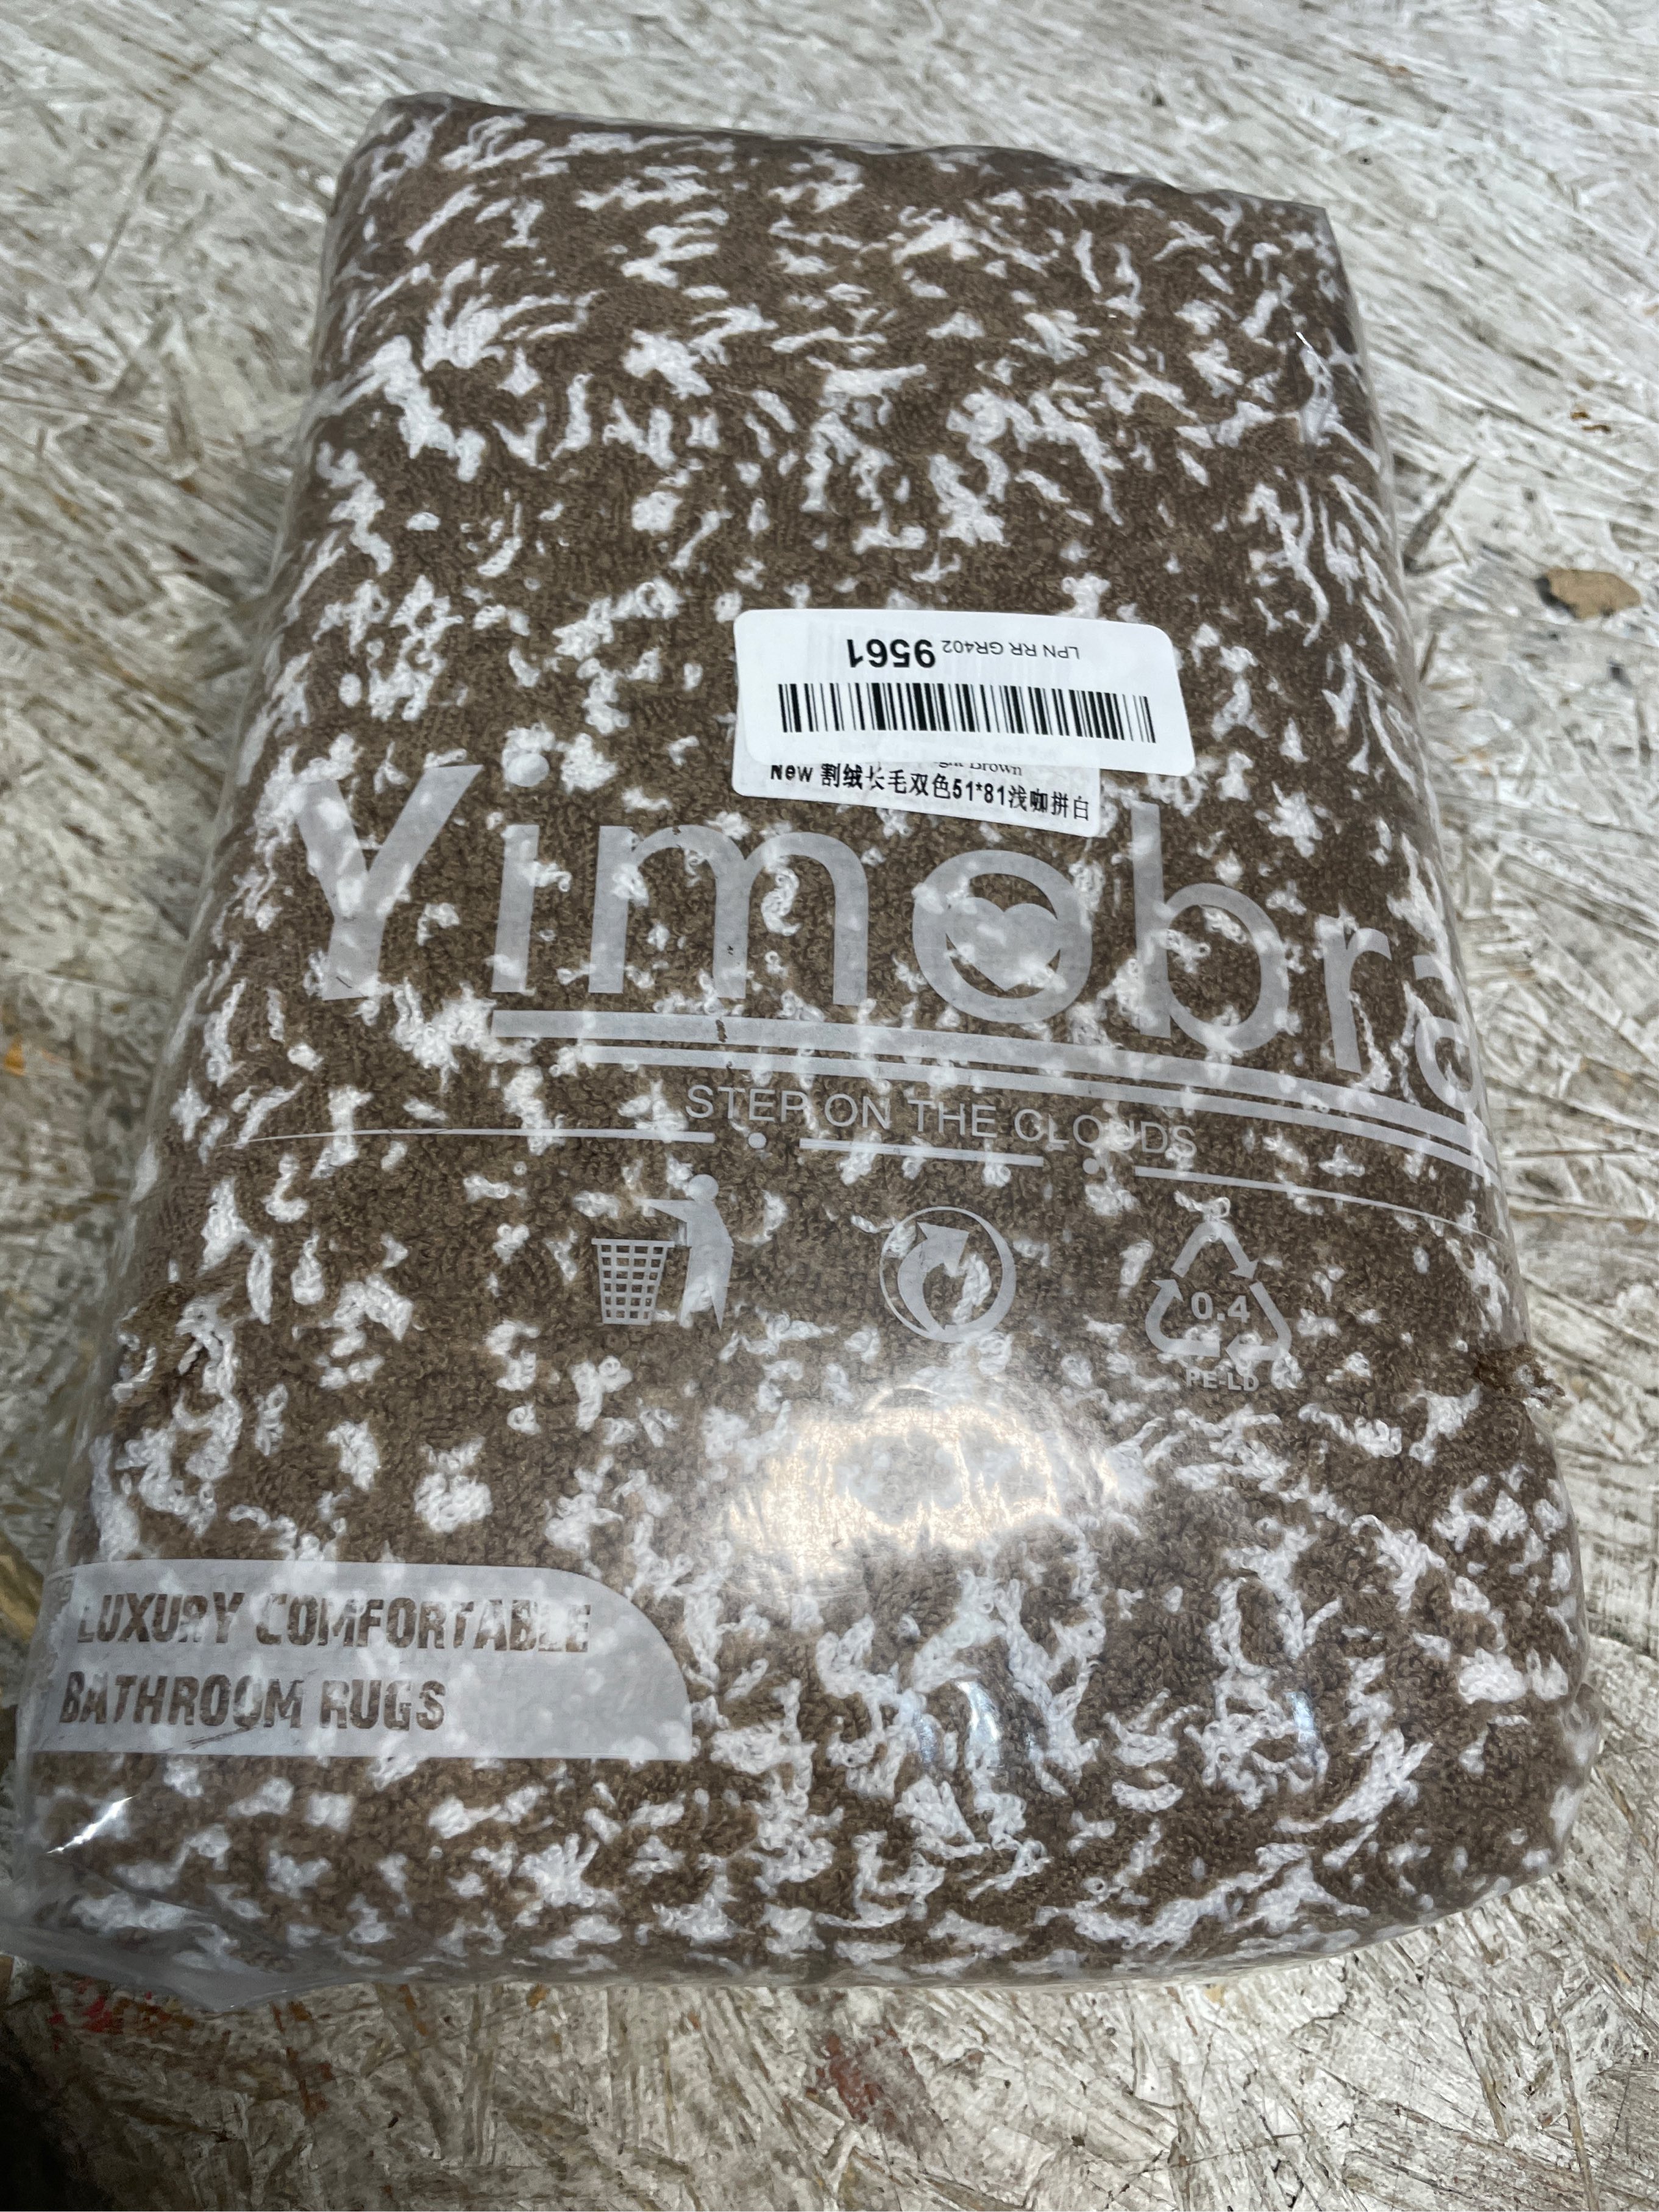 LPN RR GR402 9561
Brown
New 割绒长毛双色51*81浅咖拼白
Yimobra
STEP ON THE CLOUDS
0.4
PE-LD
LUXURY COMFORTABLE
BATHROOM RUGS